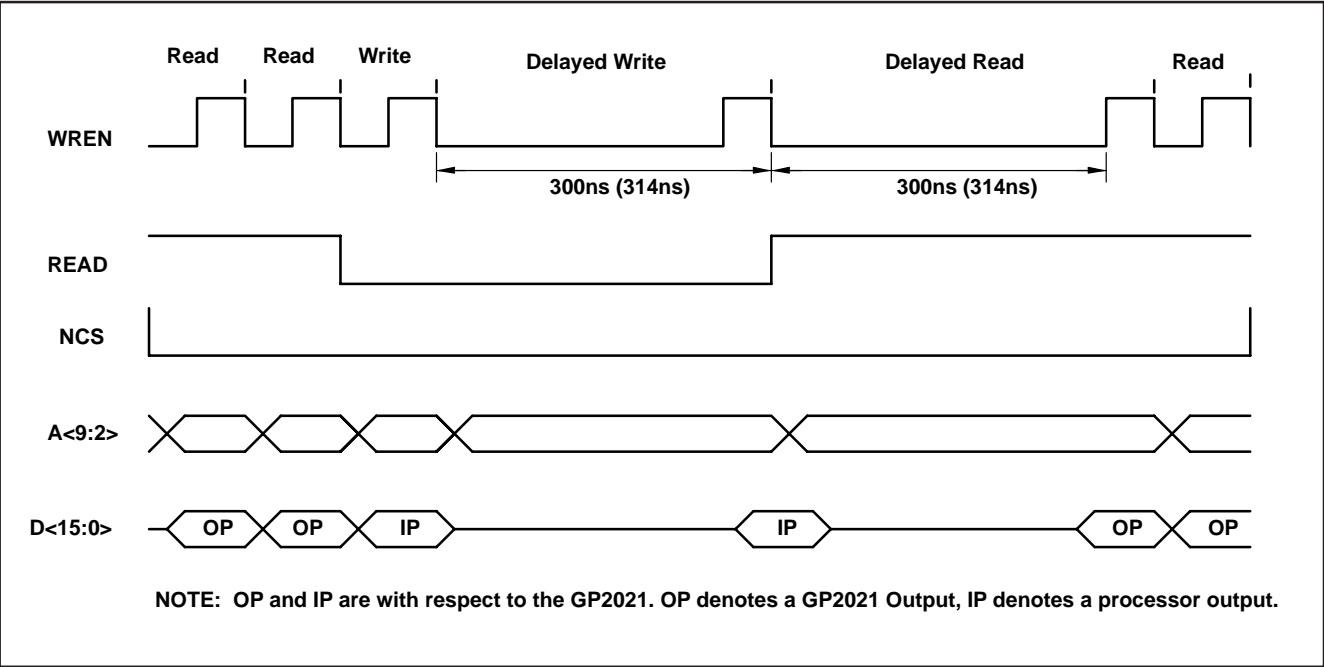 Read Read Write Delayed Write Delayed Read Read
WREN
300ns (314ns) 300ns (314ns)
READ
NCS
A<9:2>
D<15:0> OP OP IP IP OP OP
NOTE: OP and IP are with respect to the GP2021. OP denotes a GP2021 Output, IP denotes a processor output.